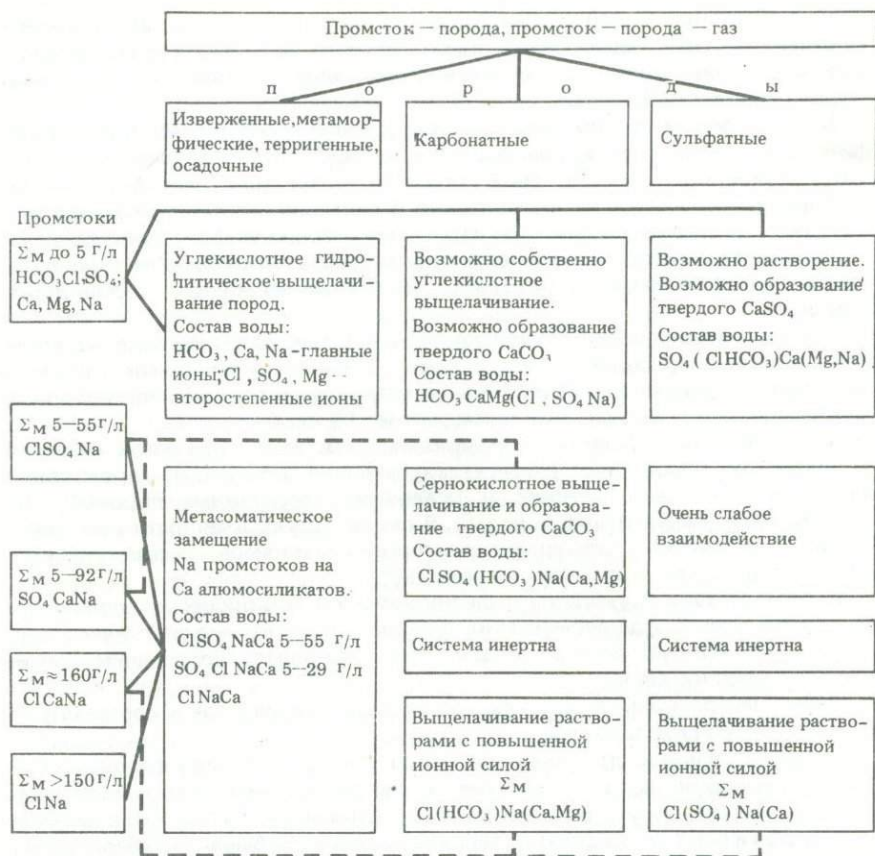 Промсток — порода, промсток — порода — газ
п о р о д ы
Изверженные, метамор-
фические, терригенные,
осадочные
Карбонатные
Сульфатные
Промстоки
Σм до 5 г/л
HCO₃Cl,SO₄;
Ca, Mg, Na
Углекислотное гидро-
литическое выщелачи-
вание пород.
Состав воды:
HCO₃, Ca, Na-главные
ионы; Cl, SO₄, Mg --
второстепенные ионы
Возможно собственно
углекислотное
выщелачивание.
Возможно образование
твердого CaCO₃
Состав воды:
HCO₃ CaMg(Cl, SO₄ Na)
Возможно растворение.
Возможно образование
твердого CaSO₄
Состав воды:
SO₄ (ClHCO₃)Ca(Mg,Na)
Σм 5—55 г/л
ClSO₄ Na
Σм 5—92 г/л
SO₄ CaNa
Σм ≈160 г/л
ClCaNa
Σм >150 г/л
ClNa
Метасоматическое
замещение
Na промстоков на
Ca алюмосиликатов.
Состав воды:
ClSO₄ NaCa 5—55 г/л
SO₄ Cl NaCa 5—29 г/л
ClNaCa
Сернокислотное выще-
лачивание и образова-
ние твердого CaCO₃
Состав воды:
ClSO₄(HCO₃)Na(Ca,Mg)
Очень слабое
взаимодействие
Система инертна
Система инертна
Выщелачивание раство-
рами с повышенной
ионной силой
Σм
Cl(HCO₃)Na(Ca,Mg)
Выщелачивание раство-
рами с повышенной
ионной силой
Σм
Cl(SO₄) Na(Ca)